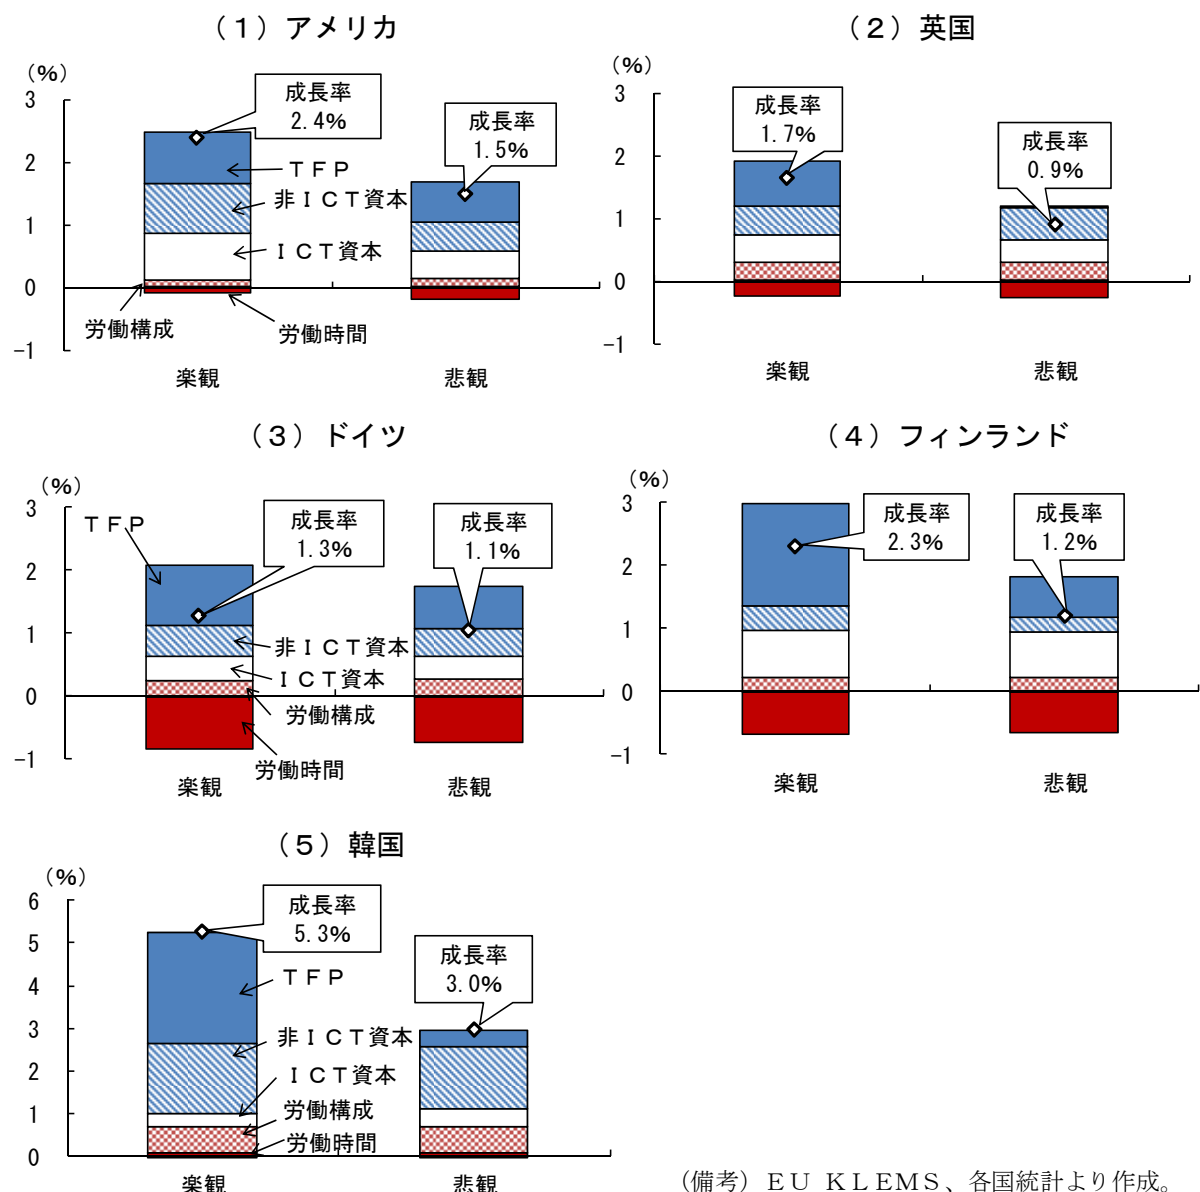 （１）アメリカ
(%)
3
2
1
0
−1
成長率
2.4%
成長率
1.5%
ＴＦＰ
非ＩＣＴ資本
ＩＣＴ資本
労働構成
労働時間
楽観
悲観
（２）英国
(%)
3
2
1
0
−1
成長率
1.7%
成長率
0.9%
楽観
悲観
（３）ドイツ
(%)
3
2
1
0
−1
ＴＦＰ
成長率
1.3%
成長率
1.1%
非ＩＣＴ資本
ＩＣＴ資本
労働構成
労働時間
楽観
悲観
（４）フィンランド
(%)
3
2
1
0
−1
成長率
2.3%
成長率
1.2%
楽観
悲観
（５）韓国
(%)
6
5
4
3
2
1
0
成長率
5.3%
成長率
3.0%
ＴＦＰ
非ＩＣＴ資本
ＩＣＴ資本
労働構成
労働時間
楽観
悲観
（備考）ＥＵ ＫＬＥＭＳ、各国統計より作成。